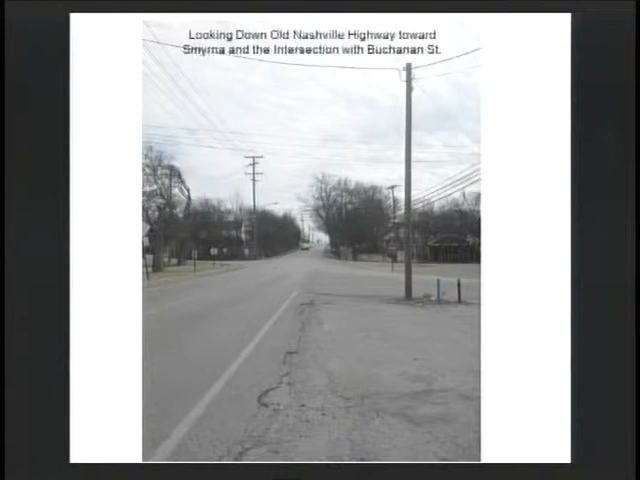 Looking Down Old Nashville Highway toward
Smyrna and the Intersection with Buchanan St.